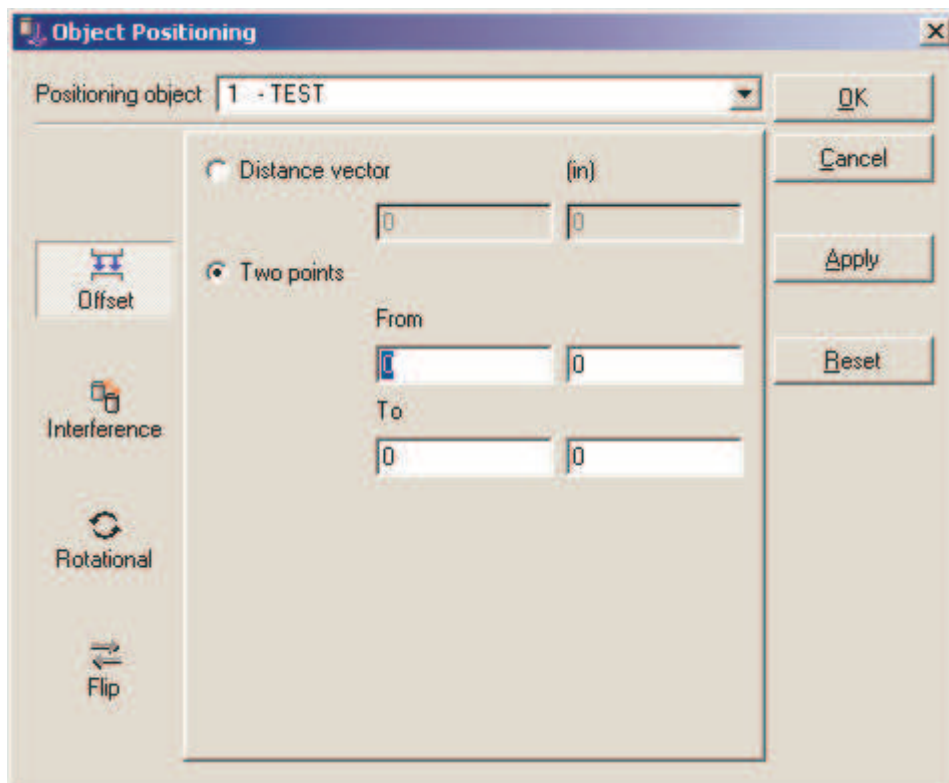 Object Positioning
Positioning object 1 - TEST
OK
Cancel
Apply
Reset
Offset
Interference
Rotational
Flip
Distance vector (in)
0 0
Two points
From
0 0
To
0 0